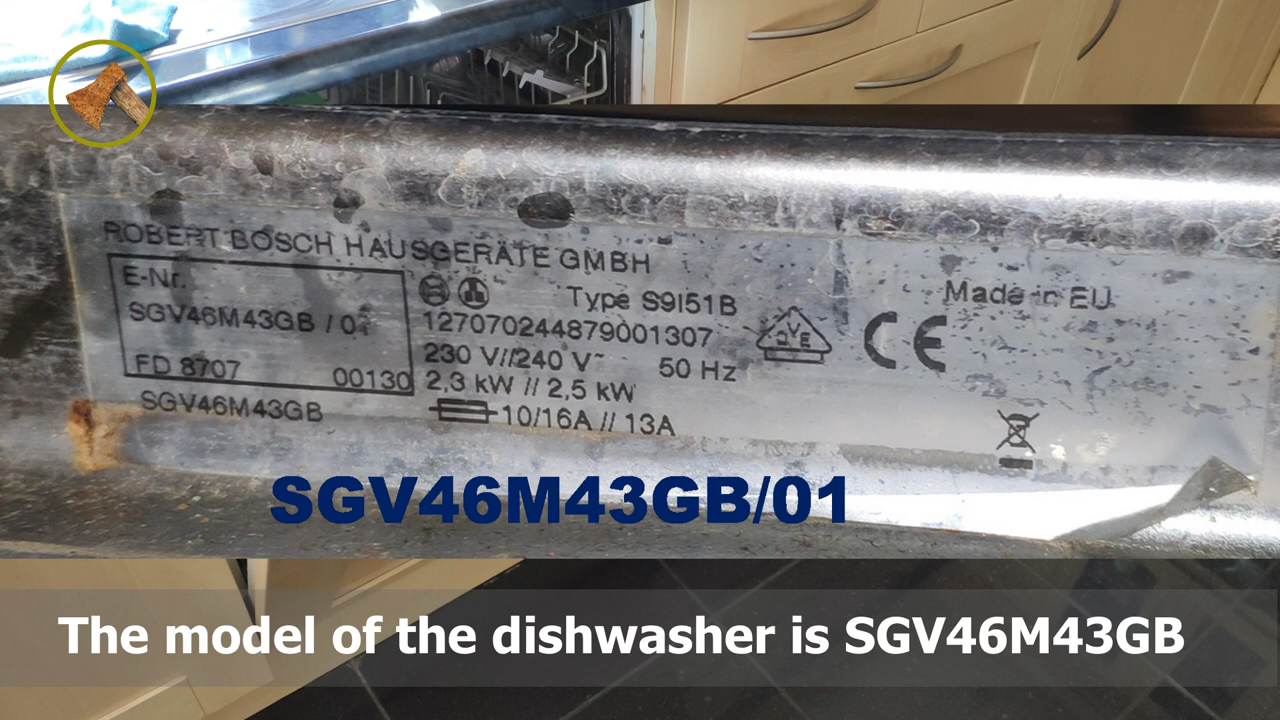 ROBERT BOSCH HAUSGERÄTE GMBH
E-Nr.
SGV46M43GB / 01
FD 8707 00130
SGV46M43GB
Type S9I51B
127070244879001307
230 V//240 V~ 50 Hz
2,3 kW // 2,5 kW
10/16A // 13A
DVE
CE
Made in EU
SGV46M43GB/01
The model of the dishwasher is SGV46M43GB